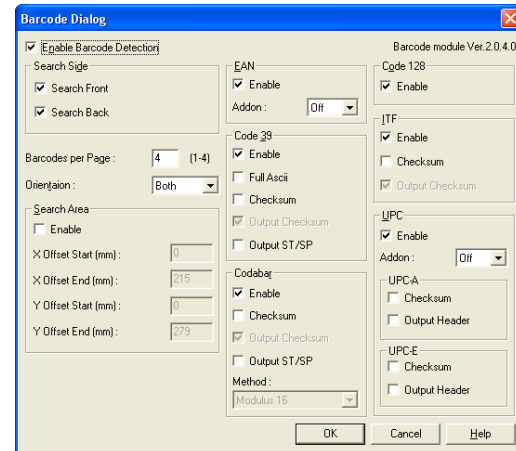 Barcode Dialog
Enable Barcode Detection
Barcode module Ver.2.0.4.0
Search Side
Search Front
Search Back
Barcodes per Page :
4
(1-4)
Orientaion :
Both
Search Area
Enable
X Offset Start (mm) :
0
X Offset End (mm) :
215
Y Offset Start (mm) :
0
Y Offset End (mm) :
279
EAN
Enable
Addon :
Off
Code 39
Enable
Full Ascii
Checksum
Output Checksum
Output ST/SP
Codabar
Enable
Checksum
Output Checksum
Output ST/SP
Method :
Modulus 16
Code 128
Enable
ITF
Enable
Checksum
Output Checksum
UPC
Enable
Addon :
Off
UPC-A
Checksum
Output Header
UPC-E
Checksum
Output Header
OK
Cancel
Help